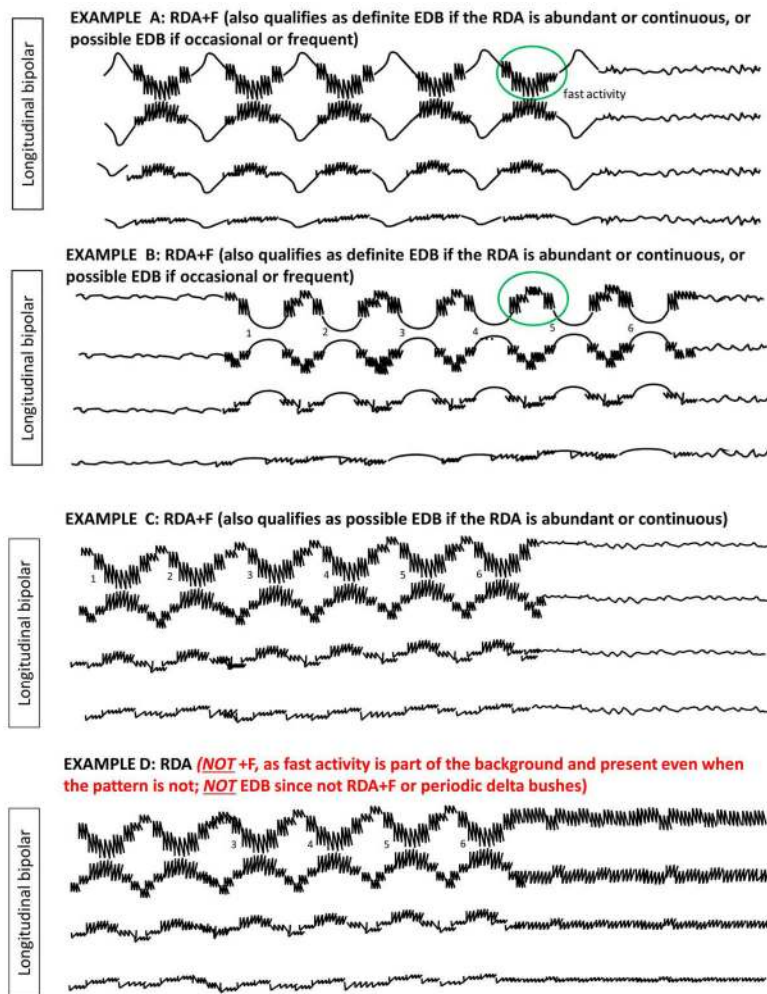 EXAMPLE A: RDA+F (also qualifies as definite EDB if the RDA is abundant or continuous, or
possible EDB if occasional or frequent)
Longitudinal bipolar
fast activity
EXAMPLE B: RDA+F (also qualifies as definite EDB if the RDA is abundant or continuous, or
possible EDB if occasional or frequent)
Longitudinal bipolar
1 2 3 4 5 6
EXAMPLE C: RDA+F (also qualifies as possible EDB if the RDA is abundant or continuous)
Longitudinal bipolar
1 2 3 4 5 6
EXAMPLE D: RDA (NOT +F, as fast activity is part of the background and present even when
the pattern is not; NOT EDB since not RDA+F or periodic delta bushes)
Longitudinal bipolar
3 4 5 6